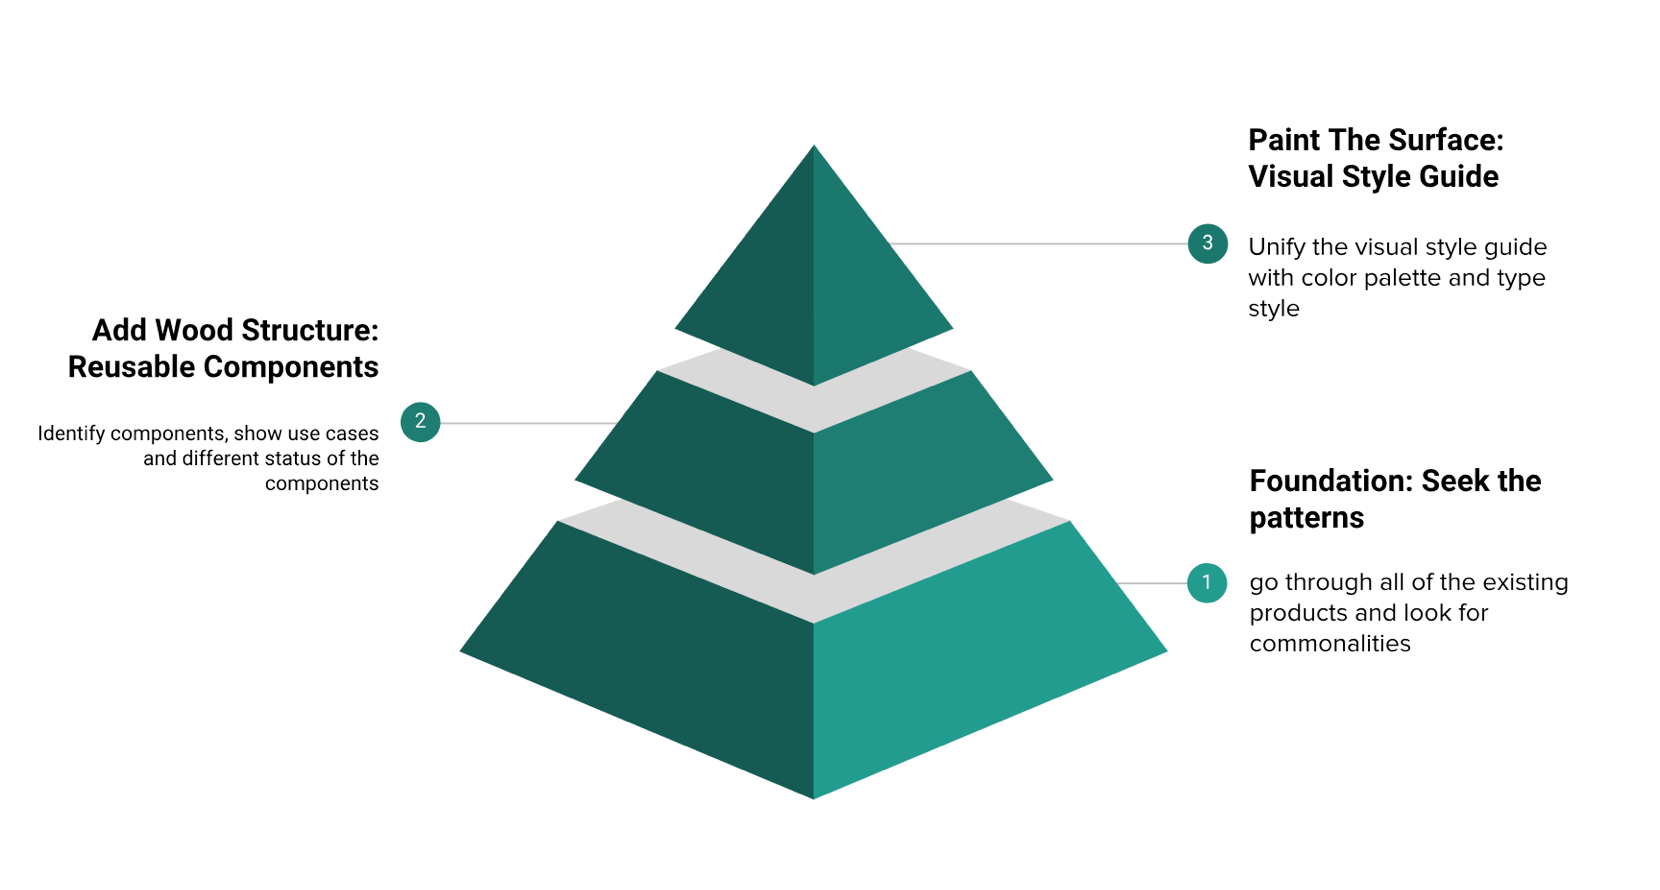 Paint The Surface:
Visual Style Guide
3
Unify the visual style guide
with color palette and type
style
Add Wood Structure:
Reusable Components
2
Identify components, show use cases
and different status of the
components
Foundation: Seek the
patterns
1
go through all of the existing
products and look for
commonalities